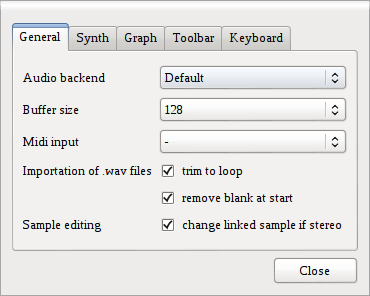 General Synth Graph Toolbar Keyboard
Audio backend Default
Buffer size 128
Midi input -
Importation of .wav files trim to loop
remove blank at start
Sample editing change linked sample if stereo
Close